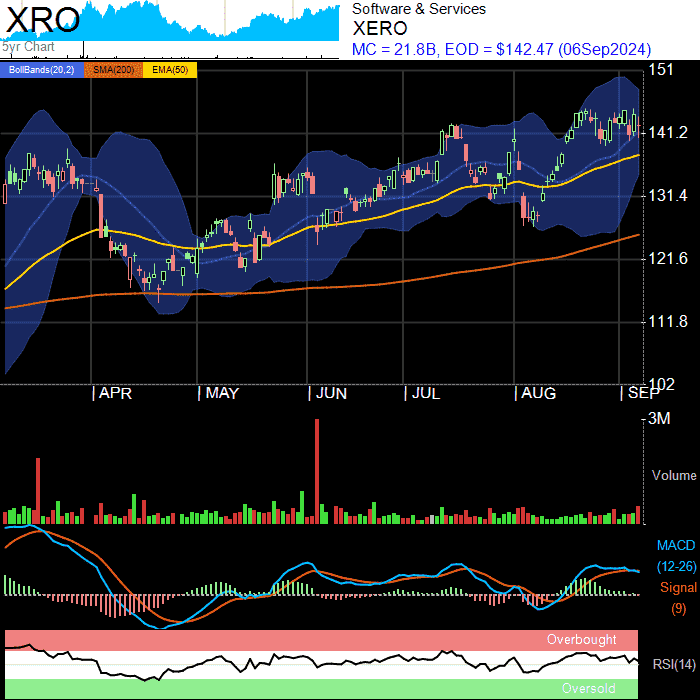 XRO
5yr Chart
Software & Services
XERO
MC = 21.8B, EOD = $142.47 (06Sep2024)
BollBands(20,2) SMA(200) EMA(50)
151
141.2
131.4
121.6
111.8
102
APR MAY JUN JUL AUG SEP
3M
Volume
MACD
(12-26)
Signal
(9)
Overbought
RSI(14)
Oversold